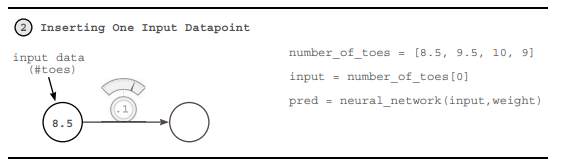 2 Inserting One Input Datapoint
input data
(#toes)
.1
8.5
number_of_toes = [8.5, 9.5, 10, 9]
input = number_of_toes[0]
pred = neural_network(input,weight)